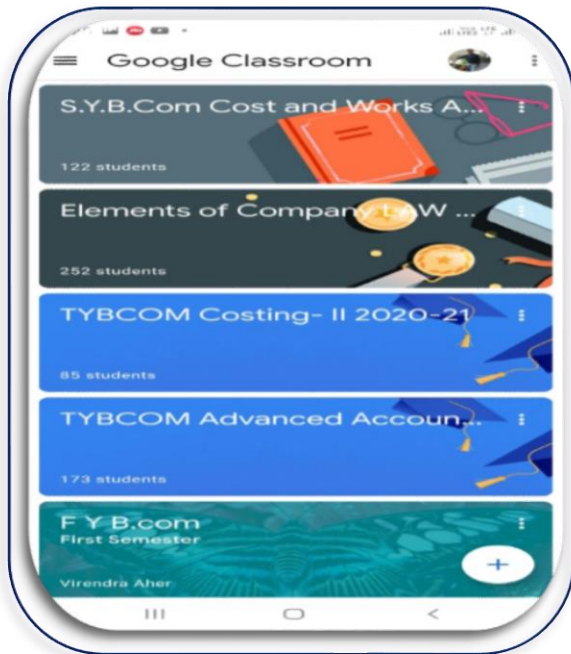 Google Classroom
S.Y.B.Com Cost and Works A...
122 students
Elements of Company LAW ...
252 students
TYBCOM Costing- II 2020-21
85 students
TYBCOM Advanced Accoun...
173 students
F Y B.com
First Semester
Virendra Aher